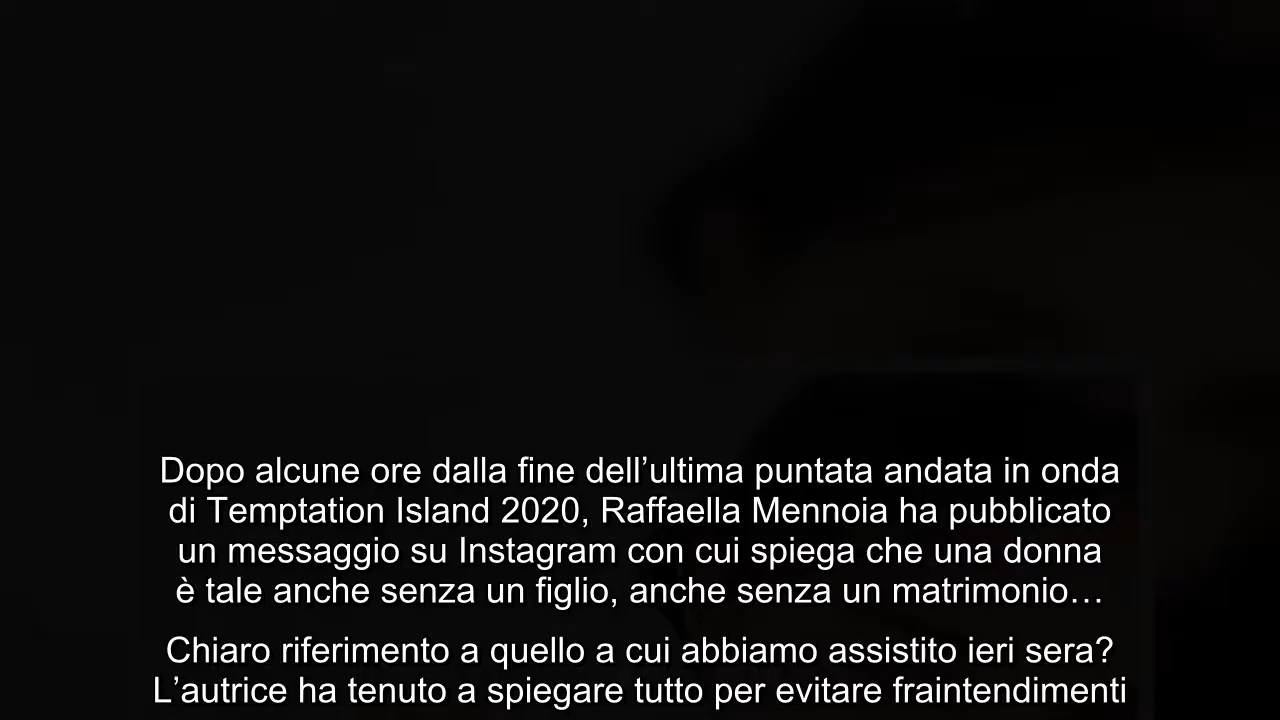 Dopo alcune ore dalla fine dell’ultima puntata andata in onda
di Temptation Island 2020, Raffaella Mennoia ha pubblicato
un messaggio su Instagram con cui spiega che una donna
è tale anche senza un figlio, anche senza un matrimonio…
Chiaro riferimento a quello a cui abbiamo assistito ieri sera?
L’autrice ha tenuto a spiegare tutto per evitare fraintendimenti